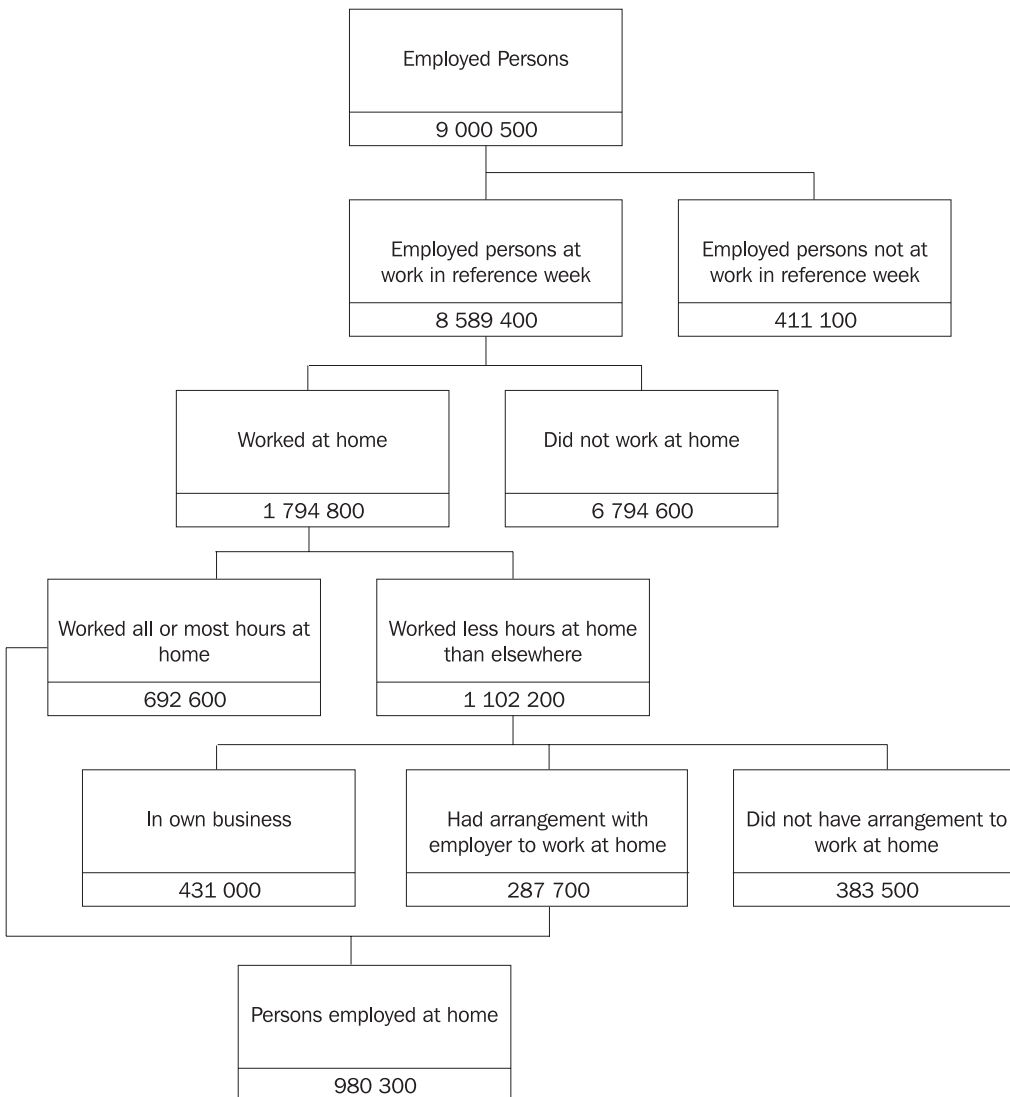 Employed Persons
9 000 500
Employed persons at
work in reference week
8 589 400
Employed persons not at
work in reference week
411 100
Worked at home
1 794 800
Did not work at home
6 794 600
Worked all or most hours at
home
692 600
Worked less hours at home
than elsewhere
1 102 200
In own business
431 000
Had arrangement with
employer to work at home
287 700
Did not have arrangement to
work at home
383 500
Persons employed at home
980 300